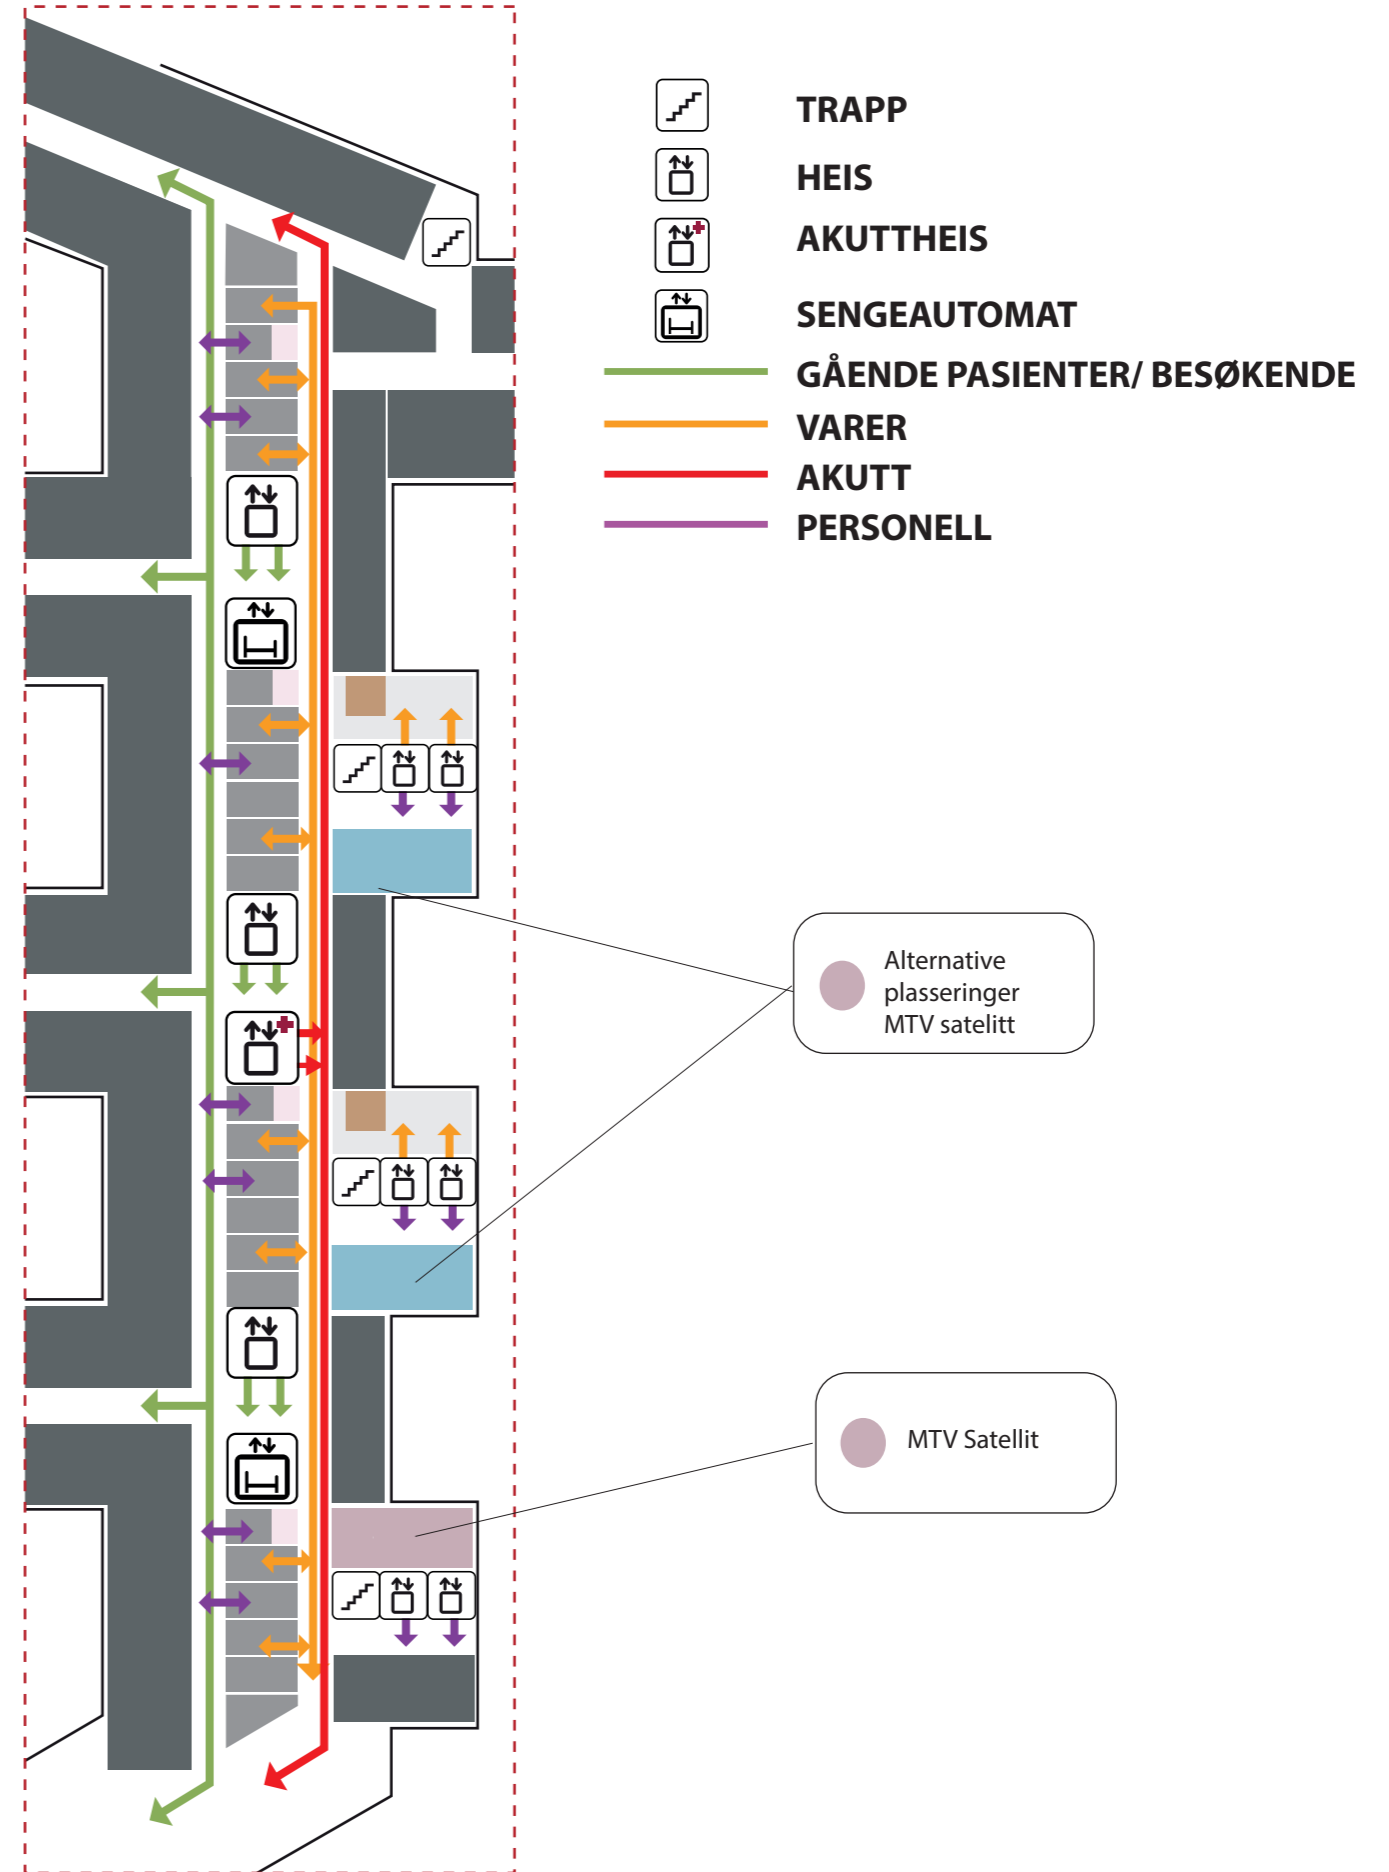 TRAPP
HEIS
AKUTTHEIS
SENGEAUTOMAT
GÅENDE PASIENTER/ BESØKENDE
VARER
AKUTT
PERSONELL
Alternative
plasseringer
MTV satelitt
MTV Satellit